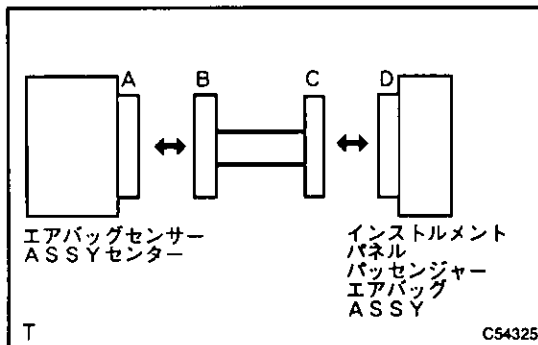 A B C D
エアバッグセンサー
ASSYセンター
インストルメント
パネル
パッセンジャー
エアバッグ
ASSY
T
C54325